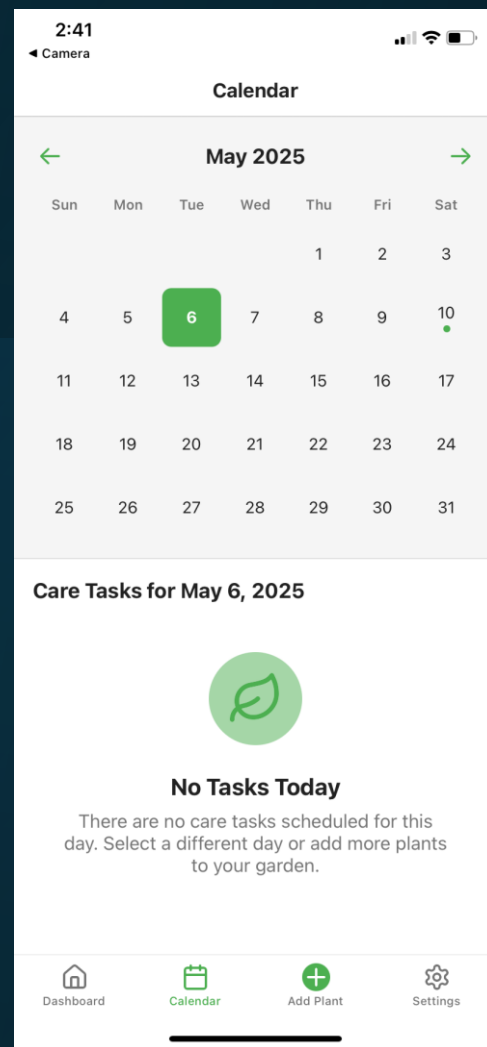 2:41
◀ Camera
Calendar
May 2025
Sun Mon Tue Wed Thu Fri Sat
1 2 3
4 5 6 7 8 9 10
11 12 13 14 15 16 17
18 19 20 21 22 23 24
25 26 27 28 29 30 31
Care Tasks for May 6, 2025
No Tasks Today
There are no care tasks scheduled for this
day. Select a different day or add more plants
to your garden.
Dashboard Calendar Add Plant Settings